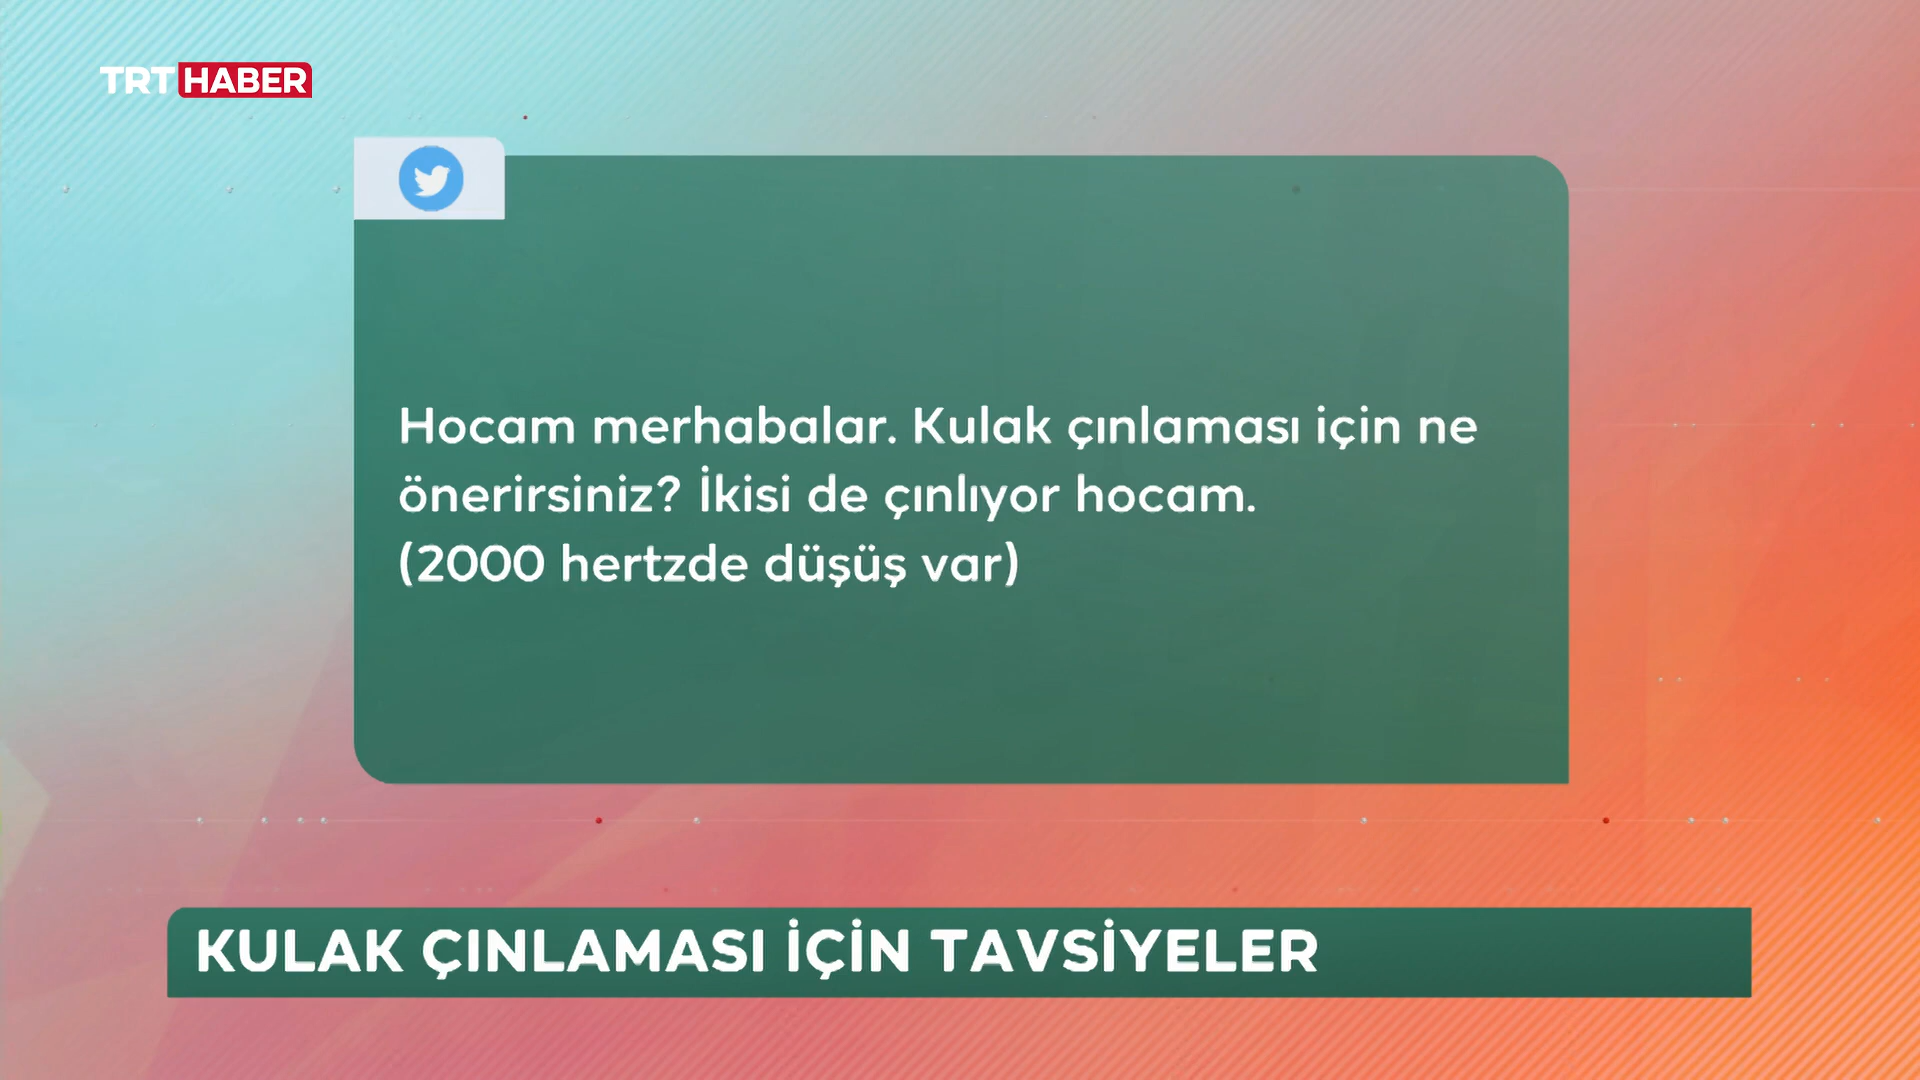 TRT HABER
Hocam merhabalar. Kulak çınlaması için ne
önerirsiniz? İkisi de çınlıyor hocam.
(2000 hertzde düşüş var)
KULAK ÇINLAMASI İÇİN TAVSİYELER